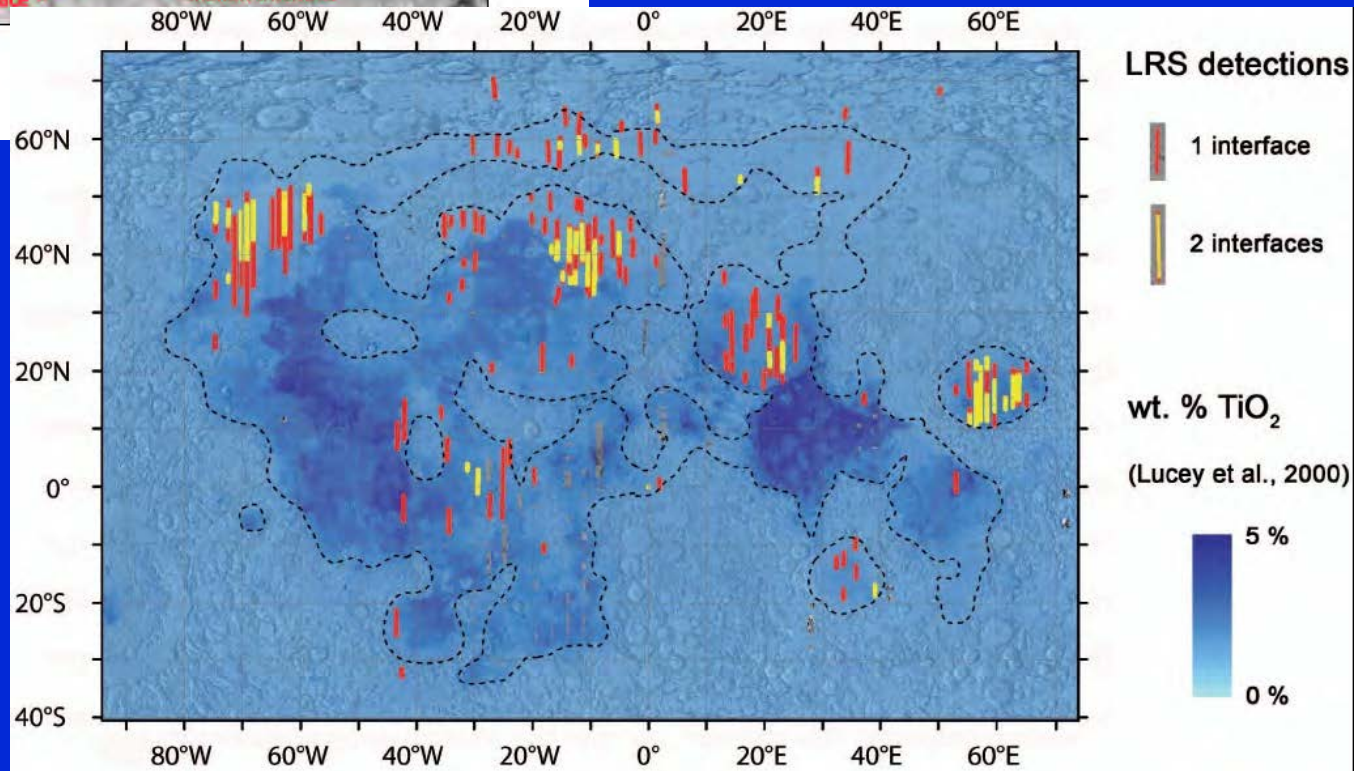 80°W 60°W 40°W 20°W 0° 20°E 40°E 60°E
60°N
40°N
20°N
0°
20°S
40°S
80°W 60°W 40°W 20°W 0° 20°E 40°E 60°E
LRS detections
1 interface
2 interfaces
wt. % TiO₂
(Lucey et al., 2000)
5 %
0 %